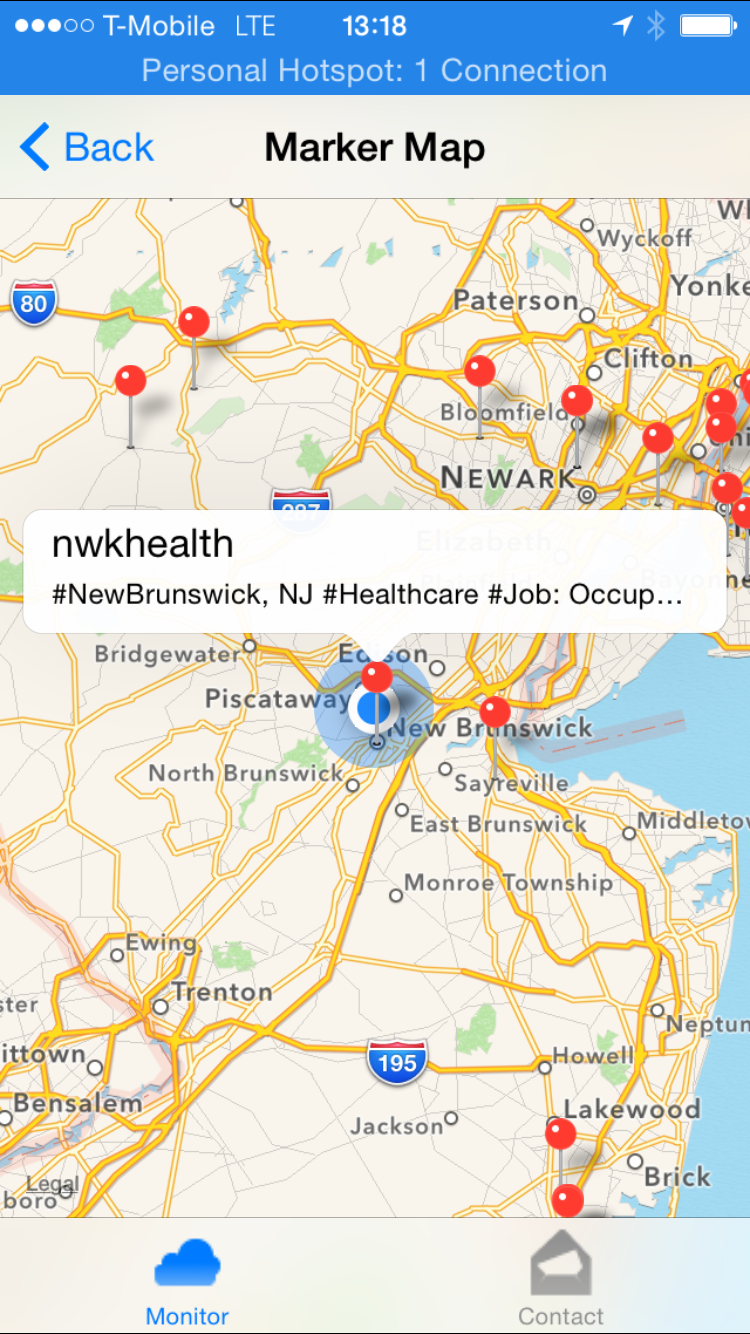 T-Mobile LTE 13:18
Personal Hotspot: 1 Connection
Back Marker Map
Wyckoff
Paterson
80
Clifton
Bloomfield
NEWARK
287
nwkhealth
Elizabeth
#NewBrunswick, NJ #Healthcare #Job: Occup…
Bridgewater
Edison
Piscataway
New Brunswick
North Brunswick
Sayreville
East Brunswick
Middletow
Monroe Township
Ewing
Trenton
Neptun
ittown
195
Howell
Bensalem
Lakewood
Jackson
Brick
Legal
boro
Monitor Contact